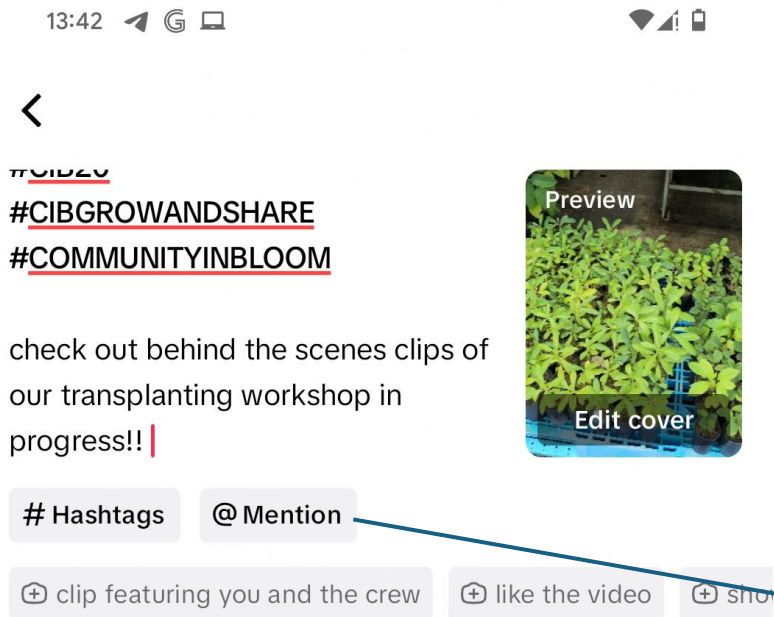 13:42
#CIB20
#CIBGROWANDSHARE
#COMMUNITYINBLOOM
check out behind the scenes clips of
our transplanting workshop in
progress!!
Preview
Edit cover
# Hashtags @ Mention
clip featuring you and the crew like the video